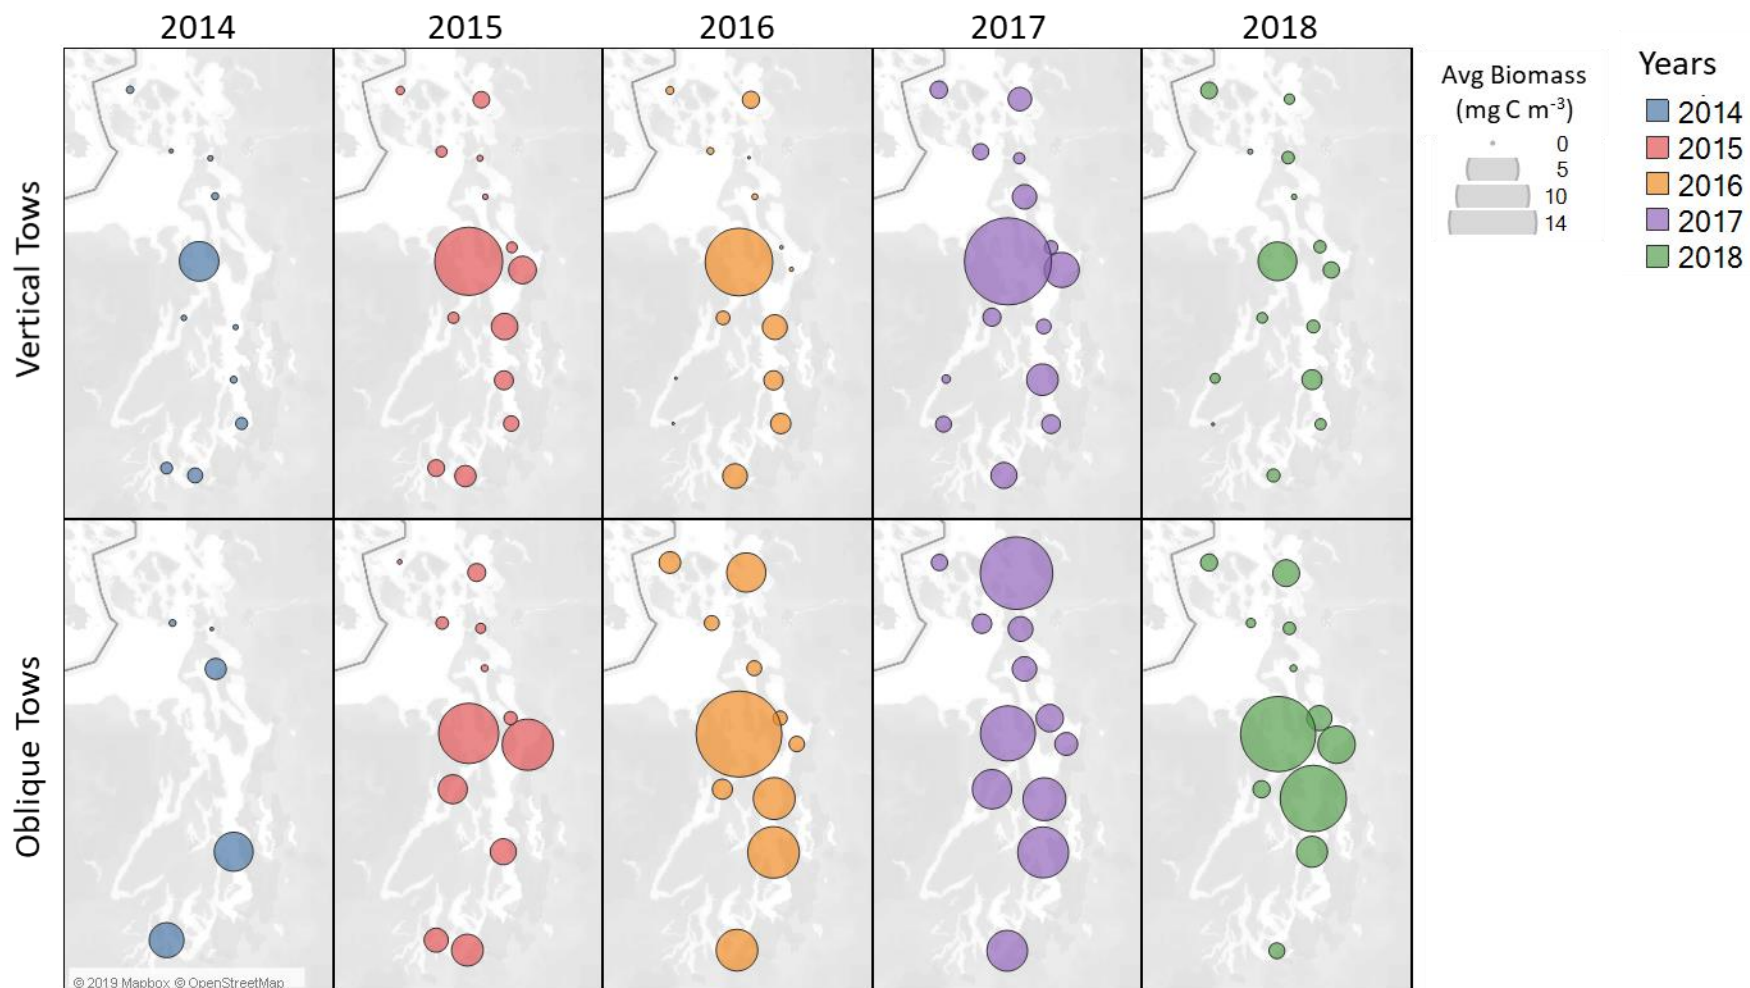 2014 2015 2016 2017 2018
Vertical Tows
Oblique Tows
Avg Biomass
(mg C m⁻³)
0
5
10
14
Years
2014
2015
2016
2017
2018
© 2019 Mapbox © OpenStreetMap